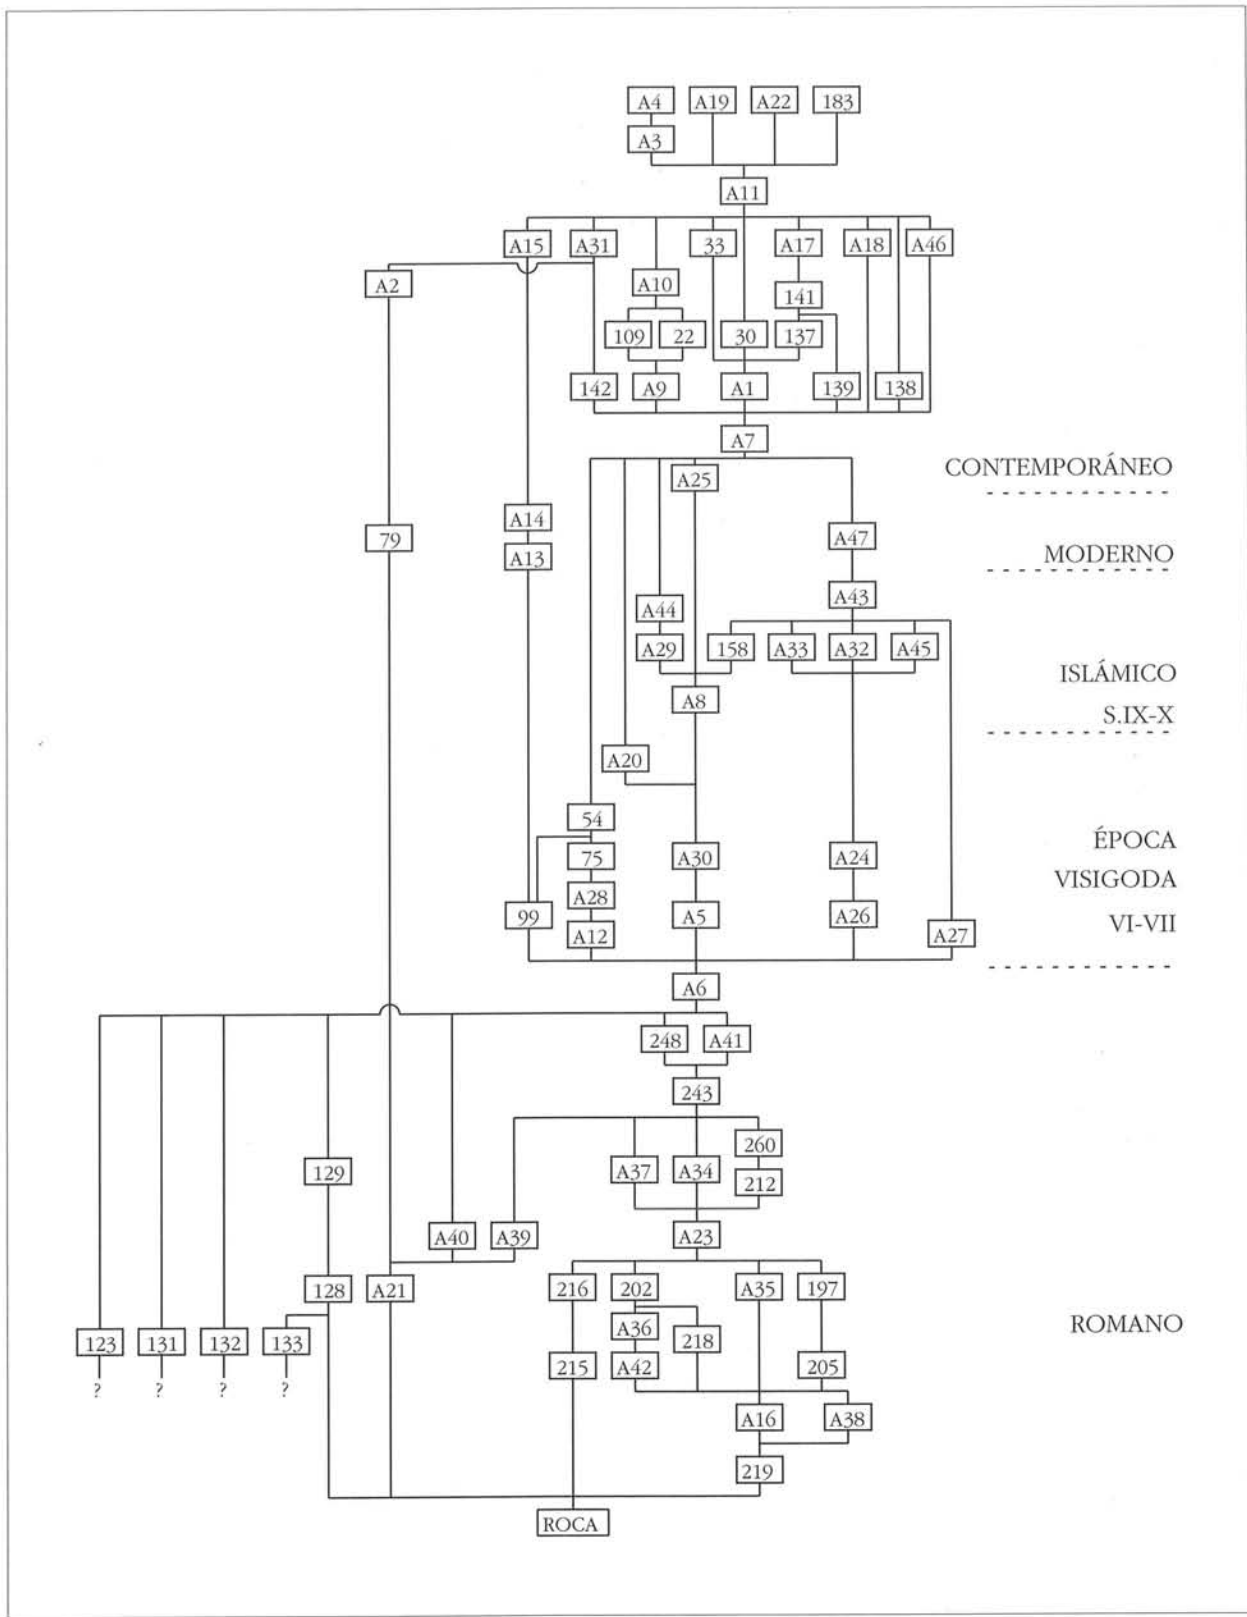 A4 A19 A22 183
A3
A11
A15 A31 33 A17 A18 A46
A2 A10 141
109 22 30 137
142 A9 A1 139 138
A7
CONTEMPORÁNEO
A25
A14
79 A47
A13 MODERNO
A43
A44
A29 158 A33 A32 A45
ISLÁMICO
A8
S.IX-X
A20
54
ÉPOCA
75 A30 A24
VISIGODA
A28
99 A5 A26
VI-VII
A12 A27
A6
248 A41
243
260
129 A37 A34
212
A40 A39 A23
128 A21 216 202 A35 197
ROMANO
A36
123 131 132 133 218
215 A42 205
? ? ? ?
A16 A38
219
ROCA